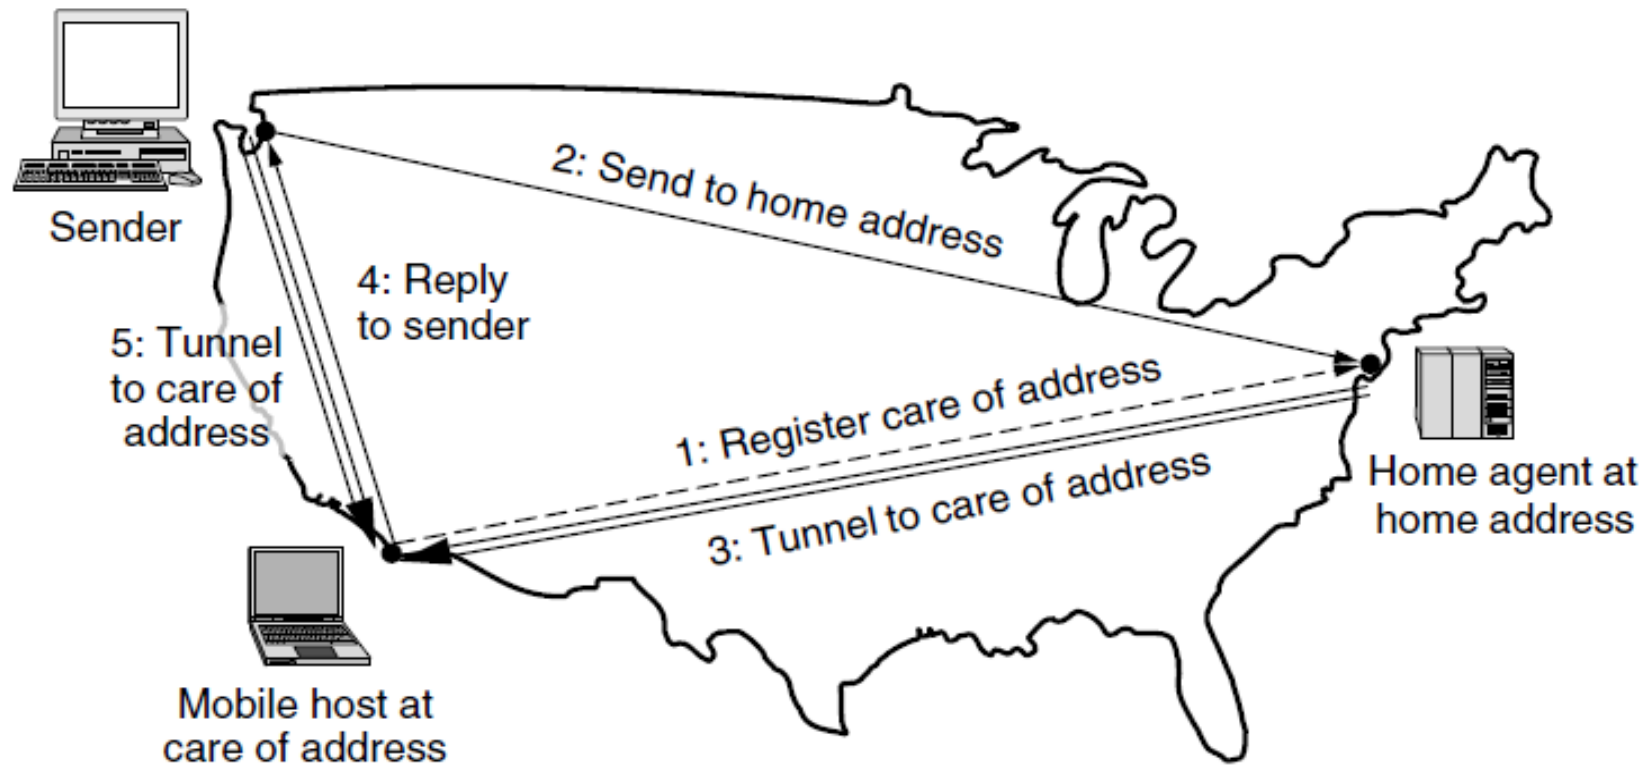 Sender
2: Send to home address
4: Reply
to sender
5: Tunnel
to care of
address
1: Register care of address
3: Tunnel to care of address
Home agent at
home address
Mobile host at
care of address